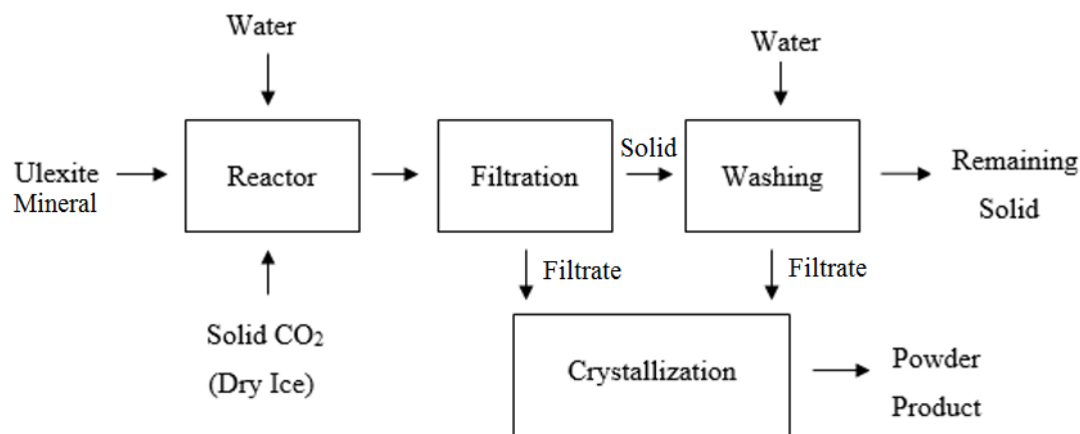 Water
Water
Ulexite
Mineral
Reactor
Filtration
Solid
Washing
Remaining
Solid
Filtrate
Filtrate
Solid CO₂
(Dry Ice)
Crystallization
Powder
Product